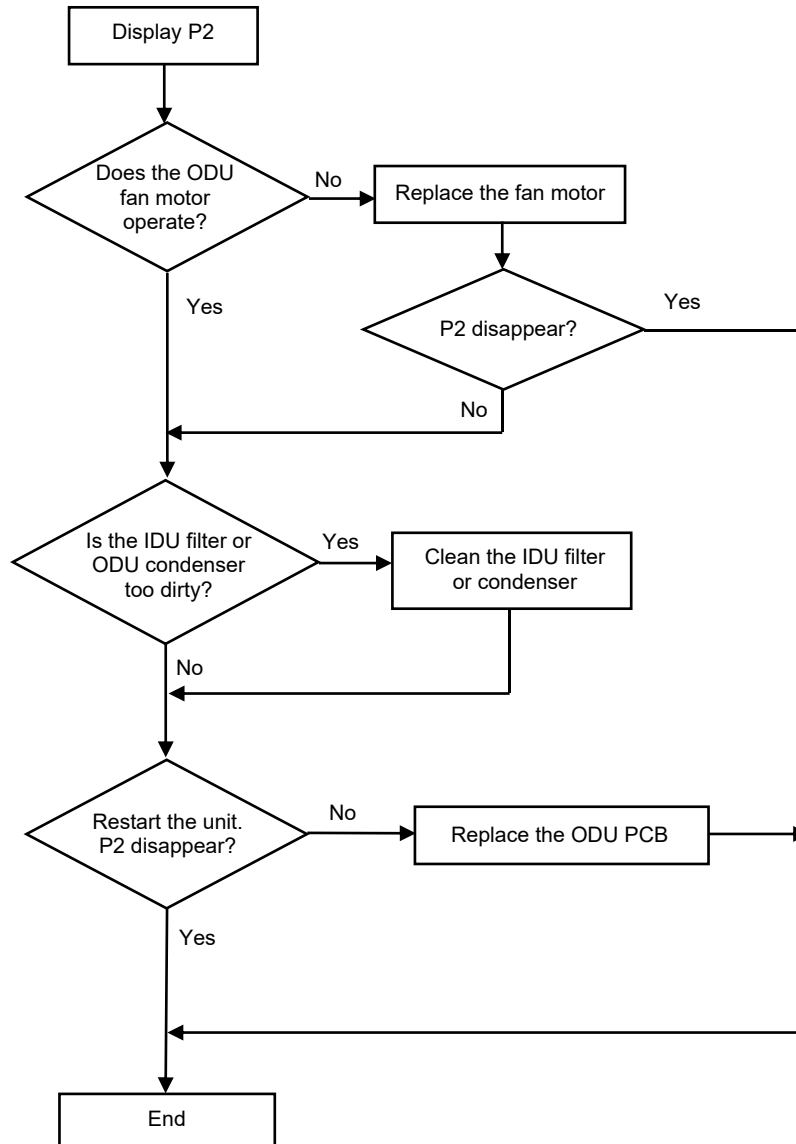 Display P2
Does the ODU
fan motor
operate?
No
Replace the fan motor
Yes
P2 disappear?
Yes
No
Is the IDU filter or
ODU condenser
too dirty?
Yes
Clean the IDU filter
or condenser
No
Restart the unit.
P2 disappear?
No
Replace the ODU PCB
Yes
End